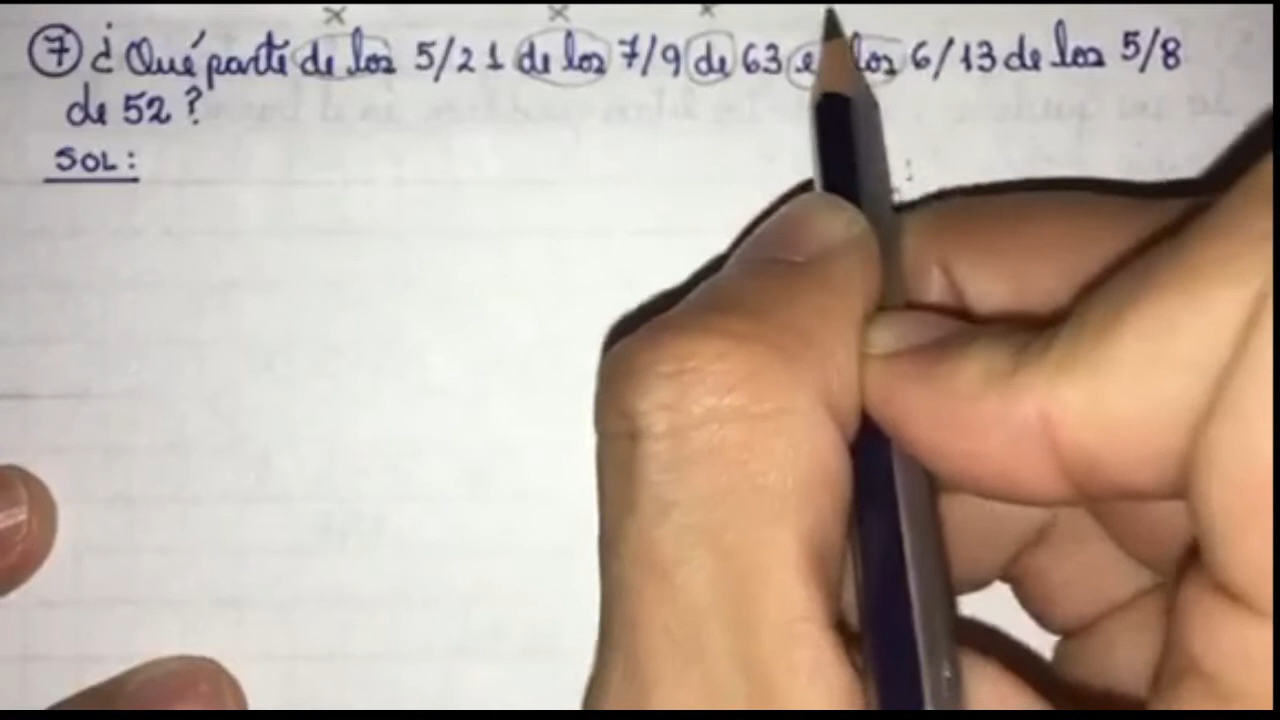 x x x
⑦ ¿Qué parte de los 5/21 de los 7/9 de 63 e los 6/13 de los 5/8
de 52?
SOL: